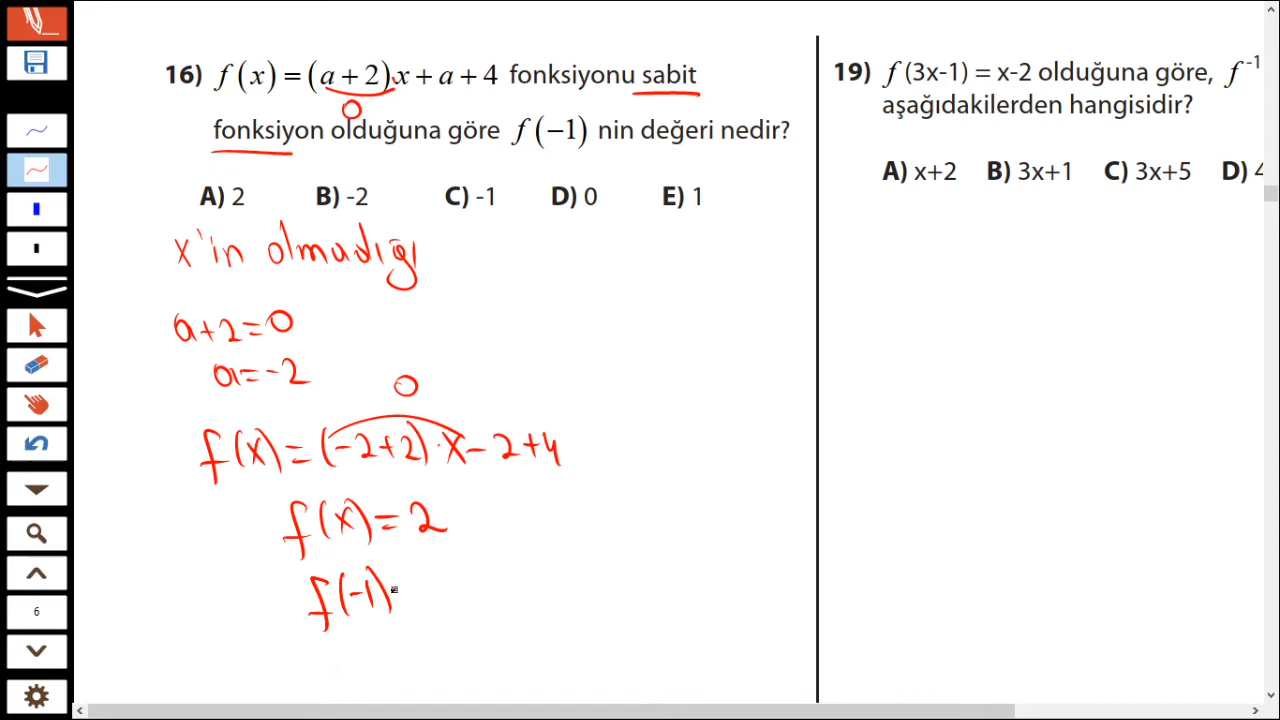 16) f(x) = (a+2)x + a + 4 fonksiyonu sabit
0
fonksiyon olduğuna göre f(−1) nin değeri nedir?
A) 2 B) -2 C) -1 D) 0 E) 1
x'in olmadığı
a+2=0
a=-2
0
f(x) = (-2+2)·x-2+4
f(x) = 2
f(-1)
19) f(3x-1) = x-2 olduğuna göre, f -1
aşağıdakilerden hangisidir?
A) x+2 B) 3x+1 C) 3x+5 D) 4
6